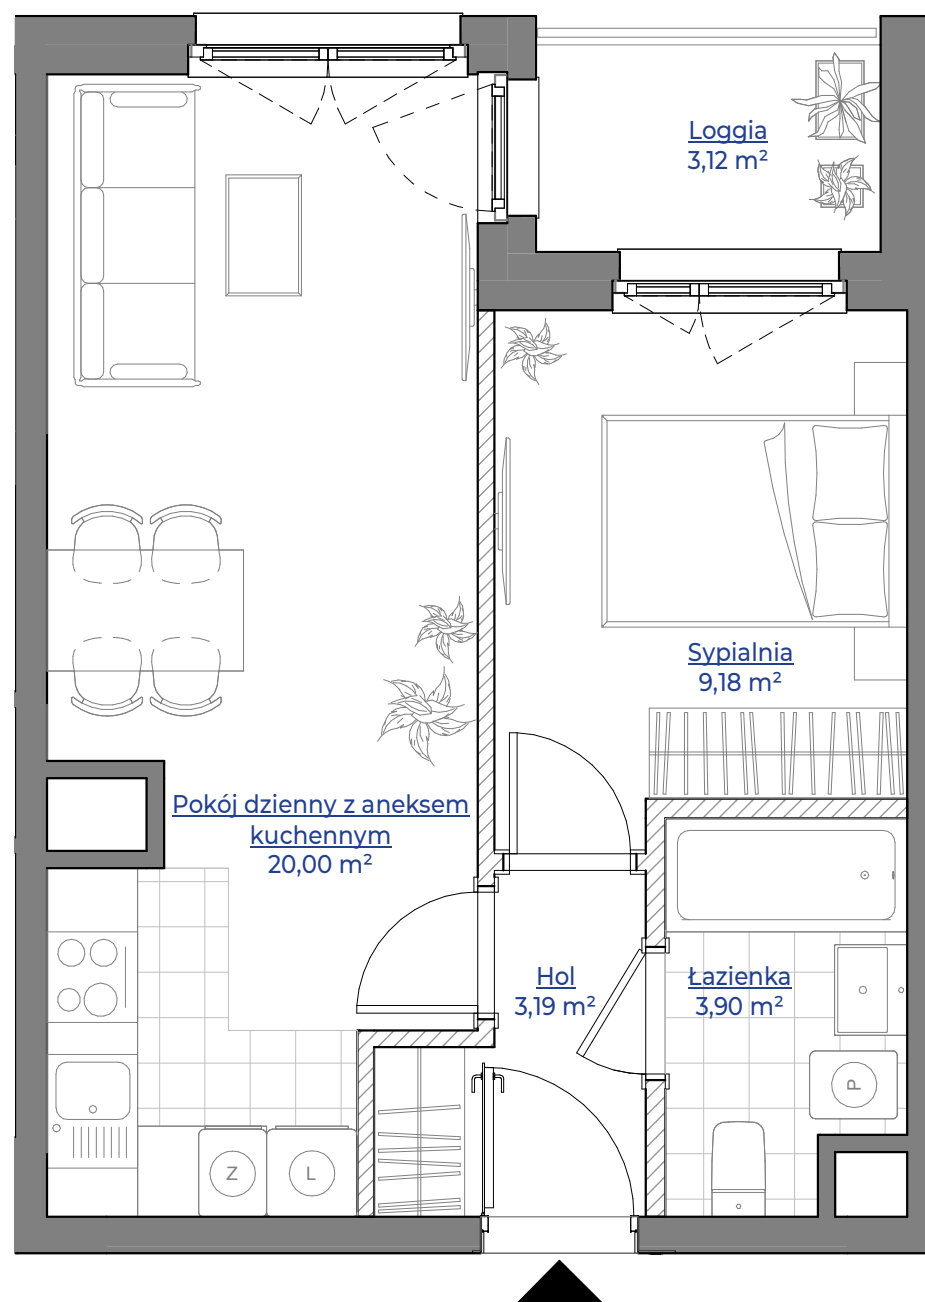 Loggia
3,12 m²
Sypialnia
9,18 m²
Pokój dzienny z aneksem
kuchennym
20,00 m²
Hol
3,19 m²
Łazienka
3,90 m²
P
Z
L